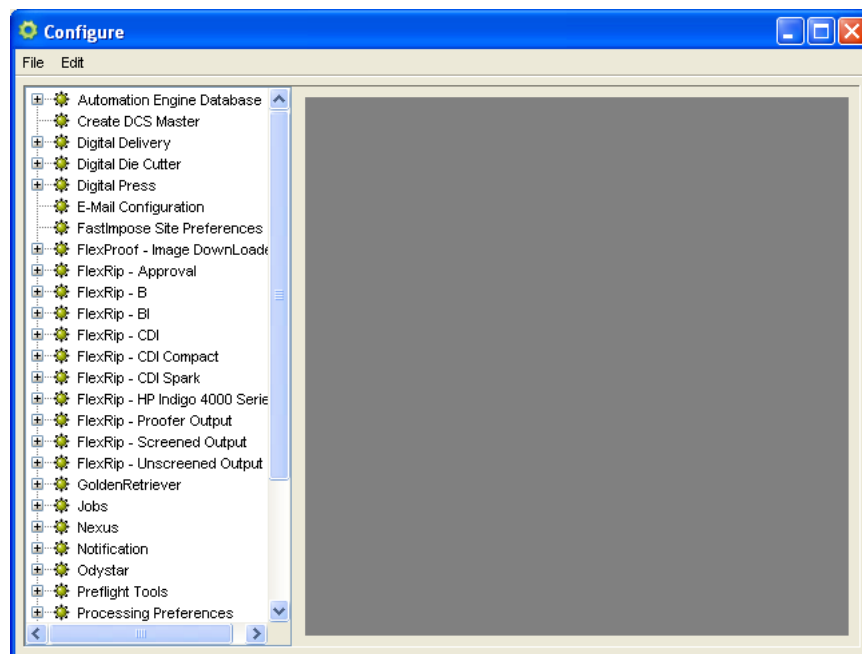 Configure
File Edit
Automation Engine Database
Create DCS Master
Digital Delivery
Digital Die Cutter
Digital Press
E-Mail Configuration
FastImpose Site Preferences
FlexProof - Image DownLoade
FlexRip - Approval
FlexRip - B
FlexRip - BI
FlexRip - CDI
FlexRip - CDI Compact
FlexRip - CDI Spark
FlexRip - HP Indigo 4000 Serie
FlexRip - Proofer Output
FlexRip - Screened Output
FlexRip - Unscreened Output
GoldenRetriever
Jobs
Nexus
Notification
Odystar
Preflight Tools
Processing Preferences